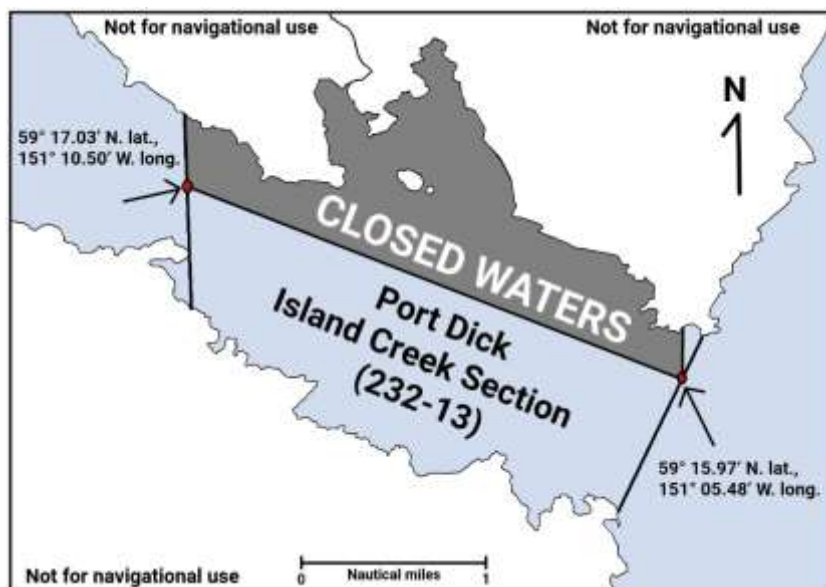 Not for navigational use
Not for navigational use
N
59° 17.03′ N. lat.,
151° 10.50′ W. long.
CLOSED WATERS
Port Dick
Island Creek Section
(232-13)
59° 15.97′ N. lat.,
151° 05.48′ W. long.
Not for navigational use
0 Nautical miles 1